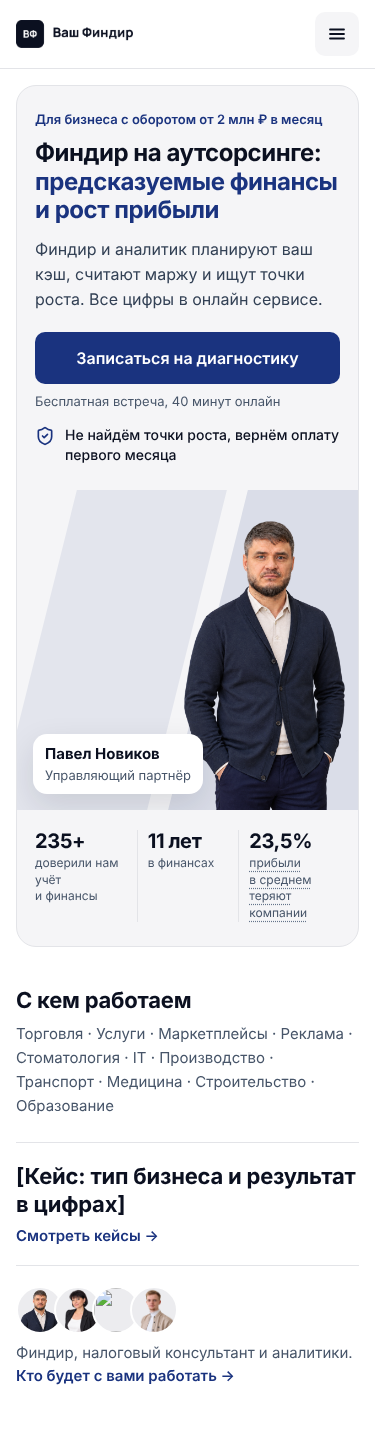 ВФ Ваш Финдир
Для бизнеса с оборотом от 2 млн ₽ в месяц
Финдир на аутсорсинге:
предсказуемые финансы
и рост прибыли
Финдир и аналитик планируют ваш
кэш, считают маржу и ищут точки
роста. Все цифры в онлайн сервисе.
Записаться на диагностику
Бесплатная встреча, 40 минут онлайн
Не найдём точки роста, вернём оплату
первого месяца
Павел Новиков
Управляющий партнёр
235+
доверили нам
учёт
и финансы
11 лет
в финансах
23,5%
прибыли
в среднем
теряют
компании
С кем работаем
Торговля · Услуги · Маркетплейсы · Реклама ·
Стоматология · IT · Производство ·
Транспорт · Медицина · Строительство ·
Образование
[Кейс: тип бизнеса и результат
в цифрах]
Смотреть кейсы →
Финдир, налоговый консультант и аналитики.
Кто будет с вами работать →